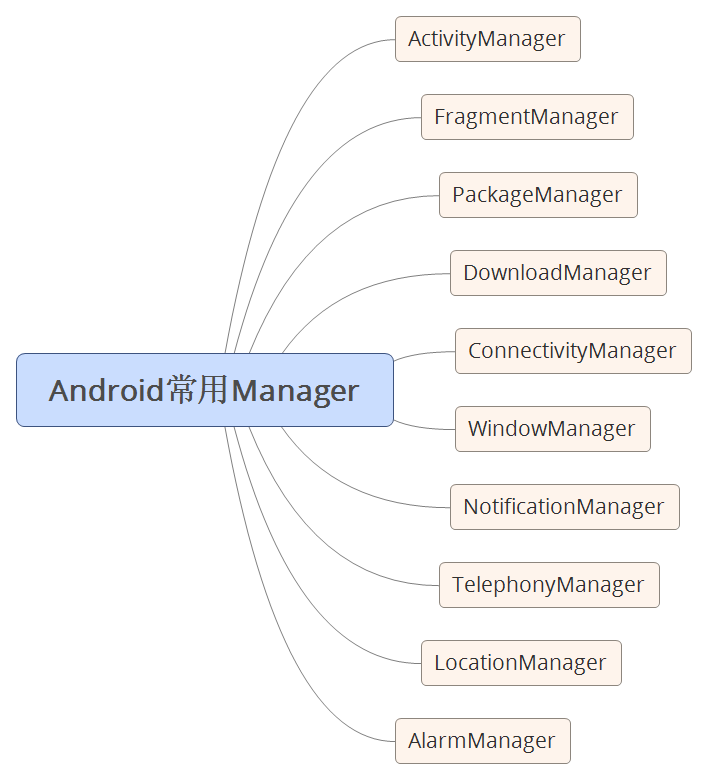 ActivityManager
FragmentManager
PackageManager
DownloadManager
ConnectivityManager
Android常用Manager
WindowManager
NotificationManager
TelephonyManager
LocationManager
AlarmManager